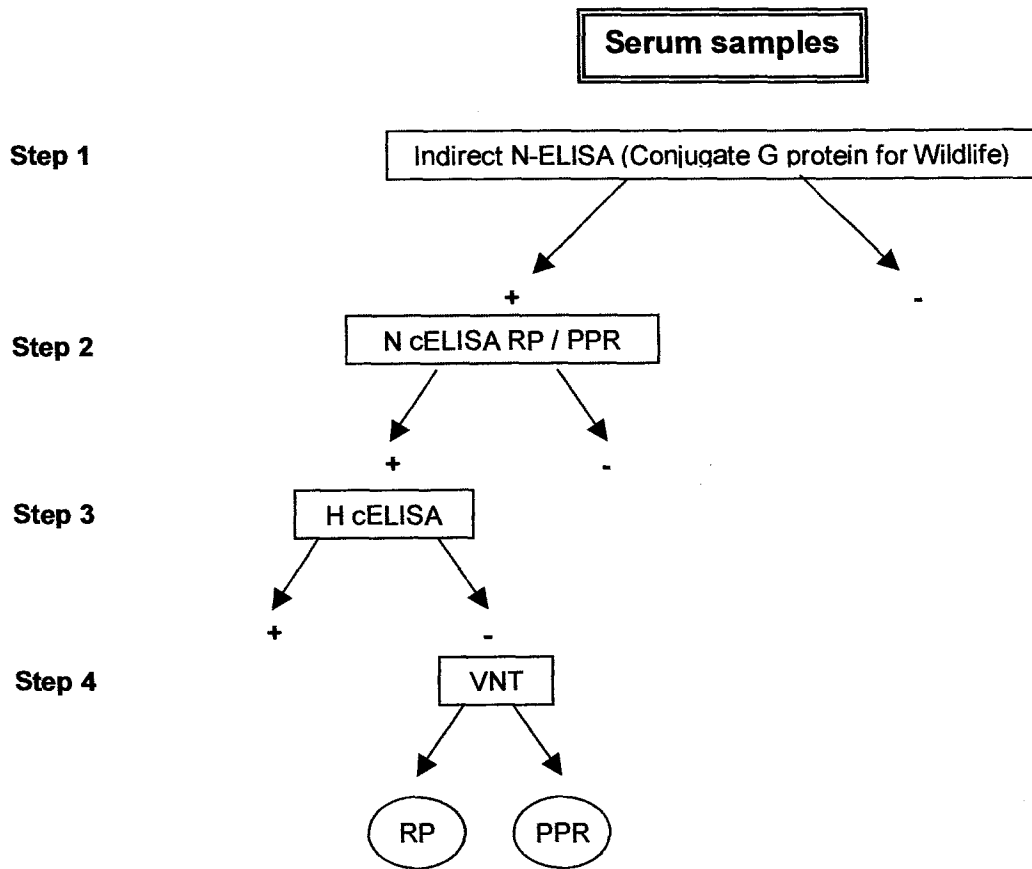 Serum samples
Step 1
Indirect N-ELISA (Conjugate G protein for Wildlife)
+
-
Step 2
N cELISA RP / PPR
+
-
Step 3
H cELISA
+
-
Step 4
VNT
RP
PPR